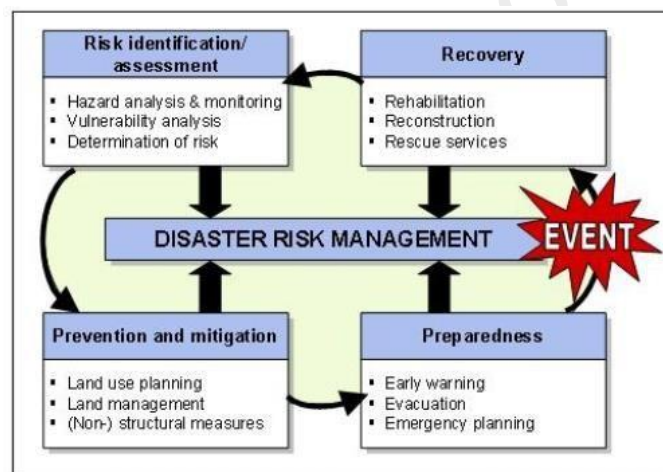 Risk identification/
assessment
▪ Hazard analysis & monitoring
▪ Vulnerability analysis
▪ Determination of risk
Recovery
▪ Rehabilitation
▪ Reconstruction
▪ Rescue services
DISASTER RISK MANAGEMENT
EVENT
Prevention and mitigation
▪ Land use planning
▪ Land management
▪ (Non-) structural measures
Preparedness
▪ Early warning
▪ Evacuation
▪ Emergency planning